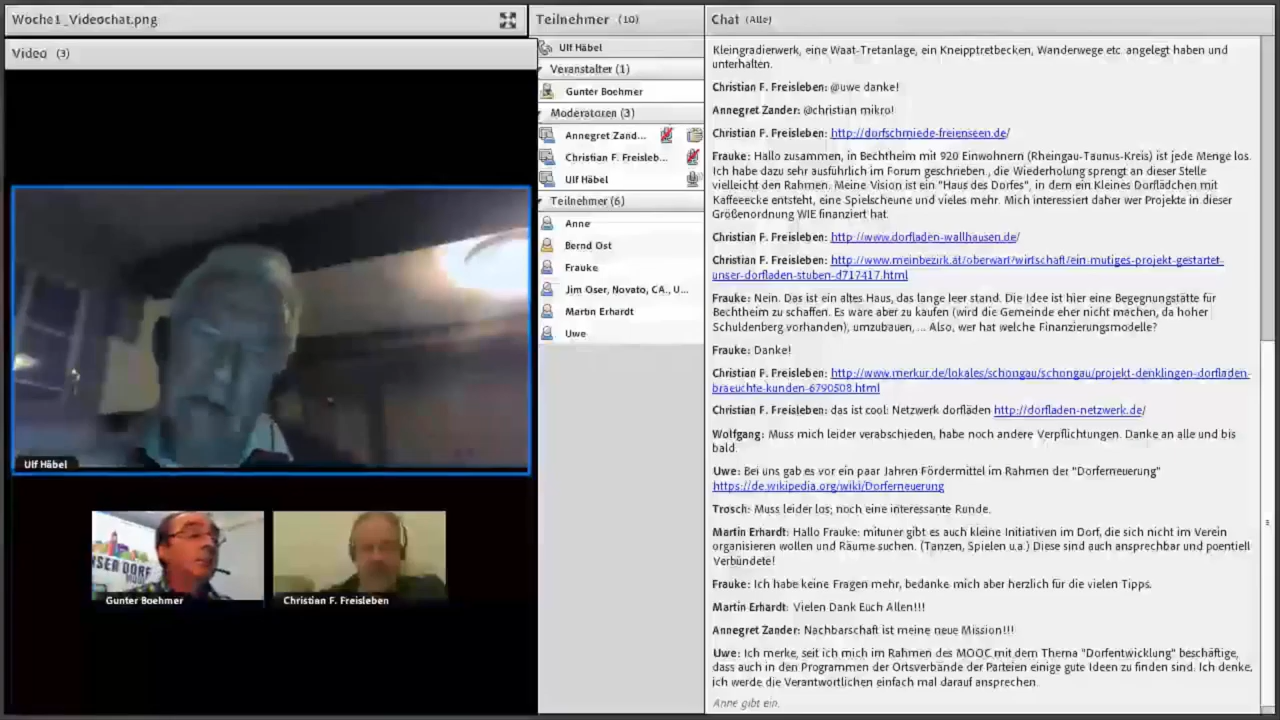 Woche1_Videochat.png
Video (3)
Ulf Häbel
Gunter Boehmer
Christian F. Freisleben
Teilnehmer (10)
Ulf Häbel
Veranstalter (1)
Gunter Boehmer
Moderatoren (3)
Annegret Zand...
Christian F. Freisleb...
Ulf Häbel
Teilnehmer (6)
Anne
Bernd Ost
Frauke
Jim Oser, Novato, CA., U...
Martin Erhardt
Uwe
Chat (Alle)
Kleingradierwerk, eine Waat-Tretanlage, ein Kneipptretbecken, Wanderwege etc. angelegt haben und
unterhalten.
Christian F. Freisleben: @uwe danke!
Annegret Zander: @christian mikro!
Christian F. Freisleben: http://dorfschmiede-freienseen.de/
Frauke: Hallo zusammen, in Bechtheim mit 920 Einwohnern (Rheingau-Taunus-Kreis) ist jede Menge los.
Ich habe dazu sehr ausführlich im Forum geschrieben , die Wiederholung sprengt an dieser Stelle
vielleicht den Rahmen. Meine Vision ist ein "Haus des Dorfes", in dem ein Kleines Dorflädchen mit
Kaffeeecke entsteht, eine Spielscheune und vieles mehr. Mich interessiert daher wer Projekte in dieser
Größenordnung WIE finanziert hat.
Christian F. Freisleben: http://www.dorfladen-wallhausen.de/
Christian F. Freisleben: http://www.meinbezirk.at/oberwart/wirtschaft/ein-mutiges-projekt-gestartet-
unser-dorfladen-stuben-d717417.html
Frauke: Nein. Das ist ein altes Haus, das lange leer stand. Die Idee ist hier eine Begegnungstätte für
Bechtheim zu schaffen. Es ware aber zu kaufen (wird die Gemeinde eher nicht machen, da hoher
Schuldenberg vorhanden), umzubauen, ... Also, wer hat welche Finanzierungsmodelle?
Frauke: Danke!
Christian F. Freisleben: http://www.merkur.de/lokales/schongau/schongau/projekt-denklingen-dorfladen-
braeuchte-kunden-6790508.html
Christian F. Freisleben: das ist cool: Netzwerk dorfläden http://dorfladen-netzwerk.de/
Wolfgang: Muss mich leider verabschieden, habe noch andere Verpflichtungen. Danke an alle und bis
bald.
Uwe: Bei uns gab es vor ein paar Jahren Fördermittel im Rahmen der "Dorferneuerung"
https://de.wikipedia.org/wiki/Dorferneuerung
Trosch: Muss leider los; noch eine interessante Runde.
Martin Erhardt: Hallo Frauke: mituner gibt es auch kleine Initiativen im Dorf, die sich nicht im Verein
organisieren wollen und Räume suchen. (Tanzen, Spielen u.a.) Diese sind auch ansprechbar und poentiell
Verbündete!
Frauke: Ich habe keine Fragen mehr, bedanke mich aber herzlich für die vielen Tipps.
Martin Erhardt: Vielen Dank Euch Allen!!!
Annegret Zander: Nachbarschaft ist meine neue Mission!!!
Uwe: Ich merke, seit ich mich im Rahmen des MOOC mit dem Thema "Dorfentwicklung" beschäftige,
dass auch in den Programmen der Ortsverbände der Parteien einige gute Ideen zu finden sind. Ich denke,
ich werde die Verantwortlichen einfach mal darauf ansprechen.
Anne gibt ein.